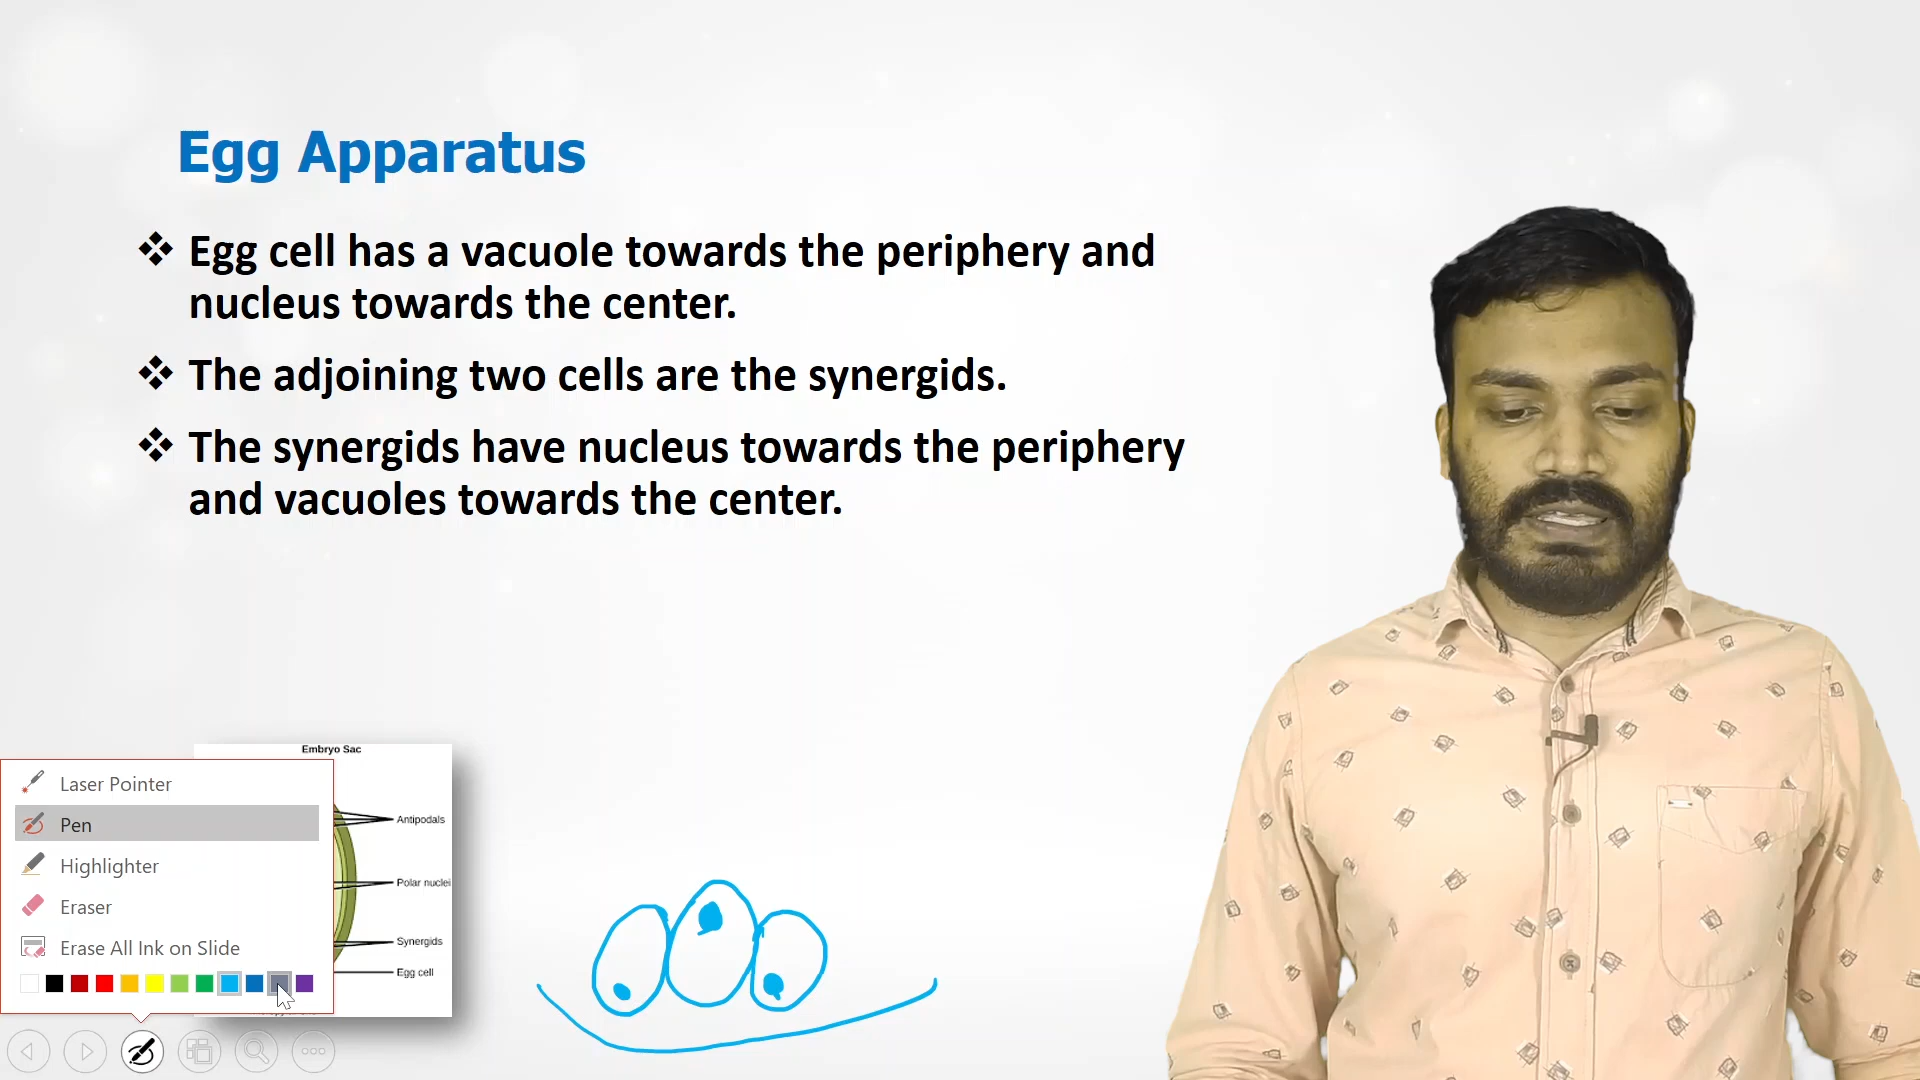 Egg Apparatus
❖ Egg cell has a vacuole towards the periphery and
nucleus towards the center.
❖ The adjoining two cells are the synergids.
❖ The synergids have nucleus towards the periphery
and vacuoles towards the center.
Embryo Sac
Antipodals
Polar nuclei
Synergids
Egg cell
Laser Pointer
Pen
Highlighter
Eraser
Erase All Ink on Slide